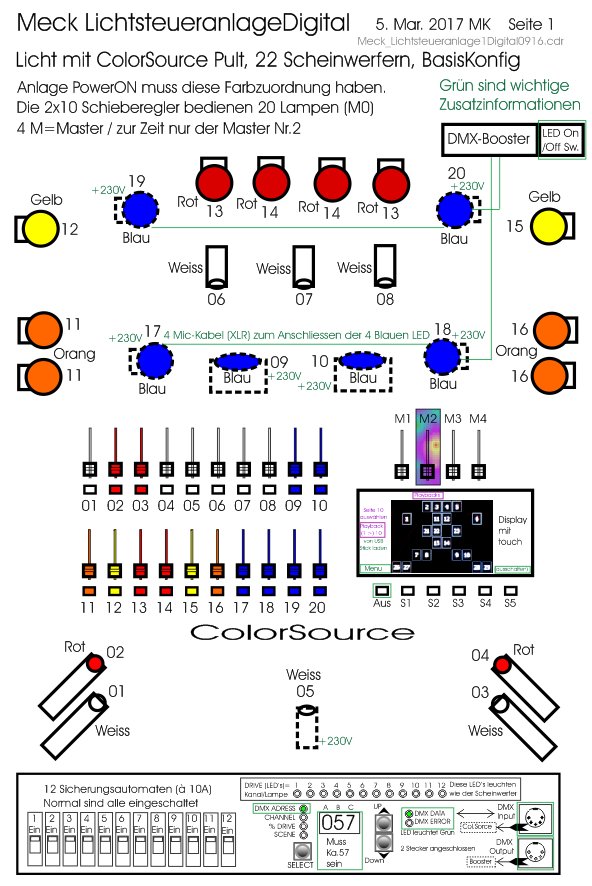 Meck LichtsteueranlageDigital 5. Mar. 2017 MK Seite 1
Meck_Lichtsteueranlage1Digital0916.cdr
Licht mit ColorSource Pult, 22 Scheinwerfern, BasisKonfig
Anlage PowerON muss diese Farbzuordnung haben.
Die 2x10 Schieberegler bedienen 20 Lampen (M0)
4 M=Master / zur Zeit nur der Master Nr.2
Grün sind wichtige
Zusatzinformationen
DMX-Booster
LED On
/Off Sw.
19
+230V
Blau
Rot 13
Rot 14
Rot 14
Rot 13
20
+230V
Blau
Gelb
12
Gelb
15
Weiss
06
Weiss
07
Weiss
08
11
Orang
11
17
+230V
Blau
4 Mic-Kabel (XLR) zum Anschliessen der 4 Blauen LED
09
Blau
+230V
10
Blau
+230V
18
+230V
Blau
16
Orang
16
M1 M2 M3 M4
01 02 03 04 05 06 07 08 09 10
11 12 13 14 15 16 17 18 19 20
Playbacks
Seite 10
auswählen
Playback
von USB
Stick laden
Menu
Display
mit
touch
Aus S1 S2 S3 S4 S5
ColorSource
Rot 02
01
Weiss
Weiss
05
+230V
Rot
04
03
Weiss
12 Sicherungsautomaten (à 10A)
Normal sind alle eingeschaltet
1 2 3 4 5 6 7 8 9 10 11 12
Ein Ein Ein Ein Ein Ein Ein Ein Ein Ein Ein Ein
DRIVE (LED's)= 1 2 3 4 5 6 7 8 9 10 11 12 Diese LED's leuchten
Kanal/Lampe wie der Scheinwerfer
DMX ADRESS
CHANNEL
% DRIVE
SCENE
SELECT
A B C
057
Muss
Ka.57
sein
UP
Down
DMX DATA
DMX ERROR
LED leuchtet Grün
2 Stecker angeschlossen
DMX
Input
Col.Sorce
DMX
Output
Booster